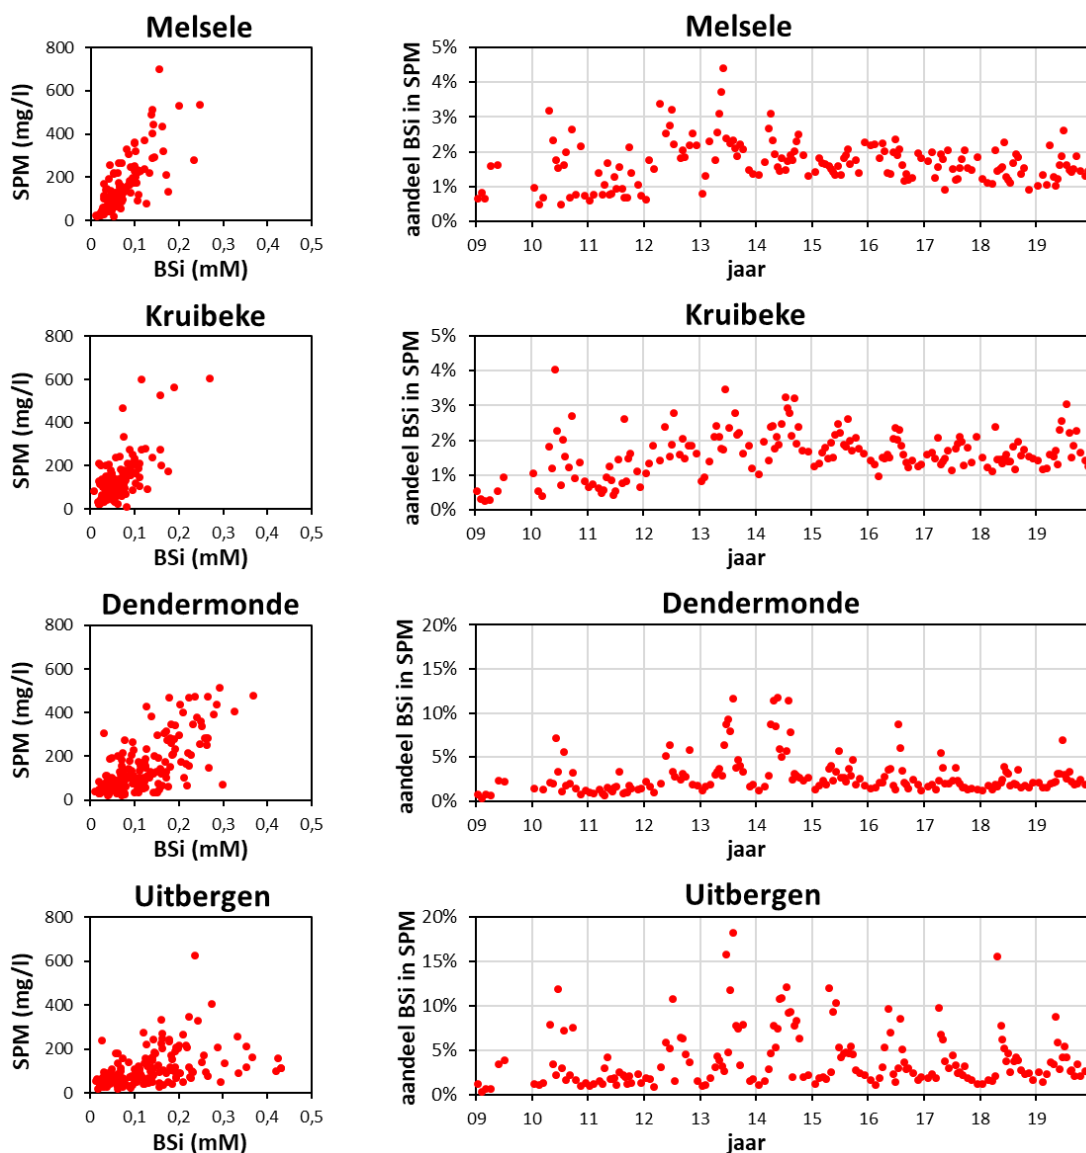 Melsele
SPM (mg/l)
800
600
400
200
0
0 0,1 0,2 0,3 0,4 0,5
BSi (mM)
Melsele
aandeel BSi in SPM
5%
4%
3%
2%
1%
0%
09 10 11 12 13 14 15 16 17 18 19
jaar
Kruibeke
SPM (mg/l)
800
600
400
200
0
0 0,1 0,2 0,3 0,4 0,5
BSi (mM)
Kruibeke
aandeel BSi in SPM
5%
4%
3%
2%
1%
0%
09 10 11 12 13 14 15 16 17 18 19
jaar
Dendermonde
SPM (mg/l)
800
600
400
200
0
0 0,1 0,2 0,3 0,4 0,5
BSi (mM)
Dendermonde
aandeel BSi in SPM
20%
15%
10%
5%
0%
09 10 11 12 13 14 15 16 17 18 19
jaar
Uitbergen
SPM (mg/l)
800
600
400
200
0
0 0,1 0,2 0,3 0,4 0,5
BSi (mM)
Uitbergen
aandeel BSi in SPM
20%
15%
10%
5%
0%
09 10 11 12 13 14 15 16 17 18 19
jaar